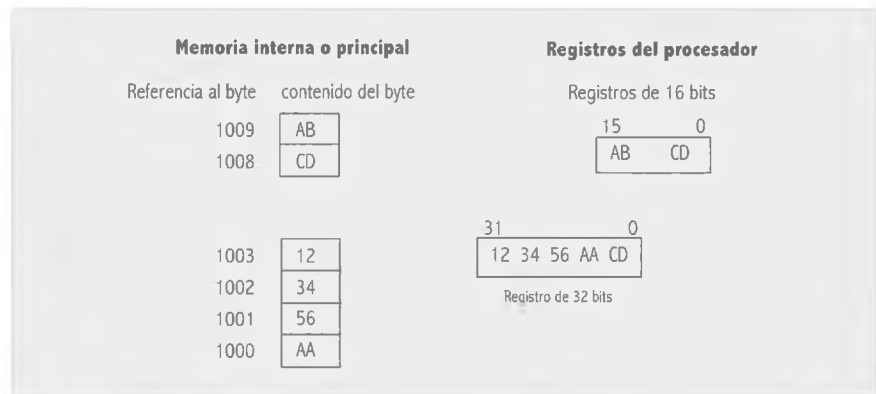 Memoria interna o principal
Registros del procesador
Referencia al byte contenido del byte
Registros de 16 bits
1009 AB
1008 CD
15 0
AB CD
1003 12
1002 34
1001 56
1000 AA
31 0
12 34 56 AA CD
Registro de 32 bits